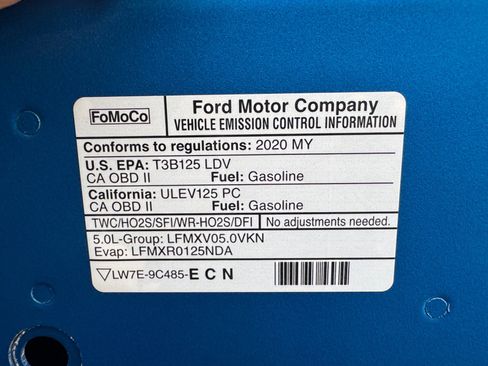 FoMoCo
Ford Motor Company
VEHICLE EMISSION CONTROL INFORMATION
Conforms to regulations: 2020 MY
U.S. EPA: T3B125 LDV
CA OBD II Fuel: Gasoline
California: ULEV125 PC
CA OBD II Fuel: Gasoline
TWC/HO2S/SFI/WR-HO2S/DFI No adjustments needed.
5.0L-Group: LFMXV05.0VKN
Evap: LFMXR0125NDA
LW7E-9C485-E C N